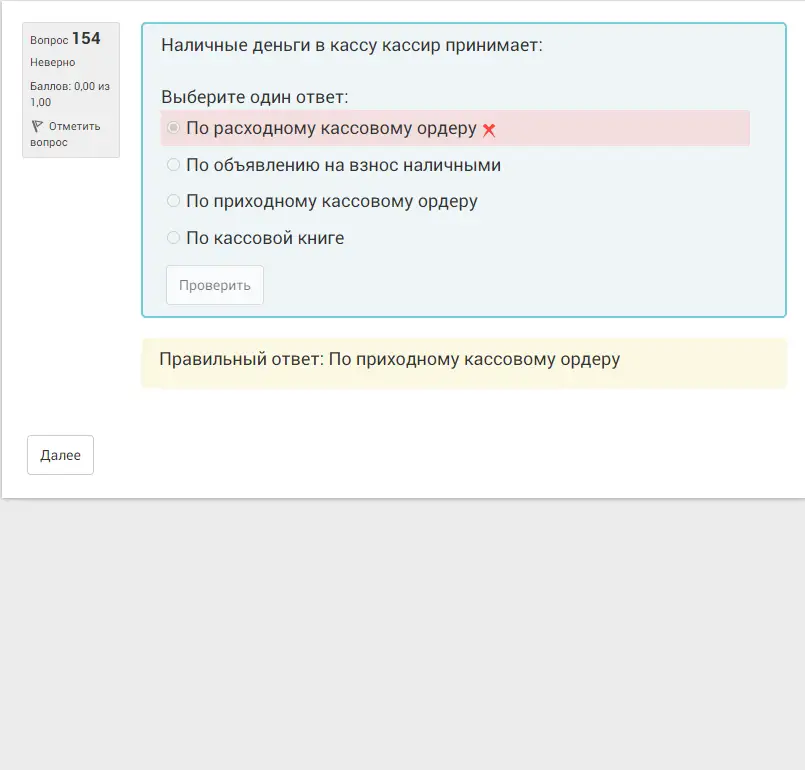 Вопрос 154
Неверно
Баллов: 0,00 из
1,00
Отметить
вопрос
Наличные деньги в кассу кассир принимает:
Выберите один ответ:
По расходному кассовому ордеру
По объявлению на взнос наличными
По приходному кассовому ордеру
По кассовой книге
Проверить
Правильный ответ: По приходному кассовому ордеру
Далее